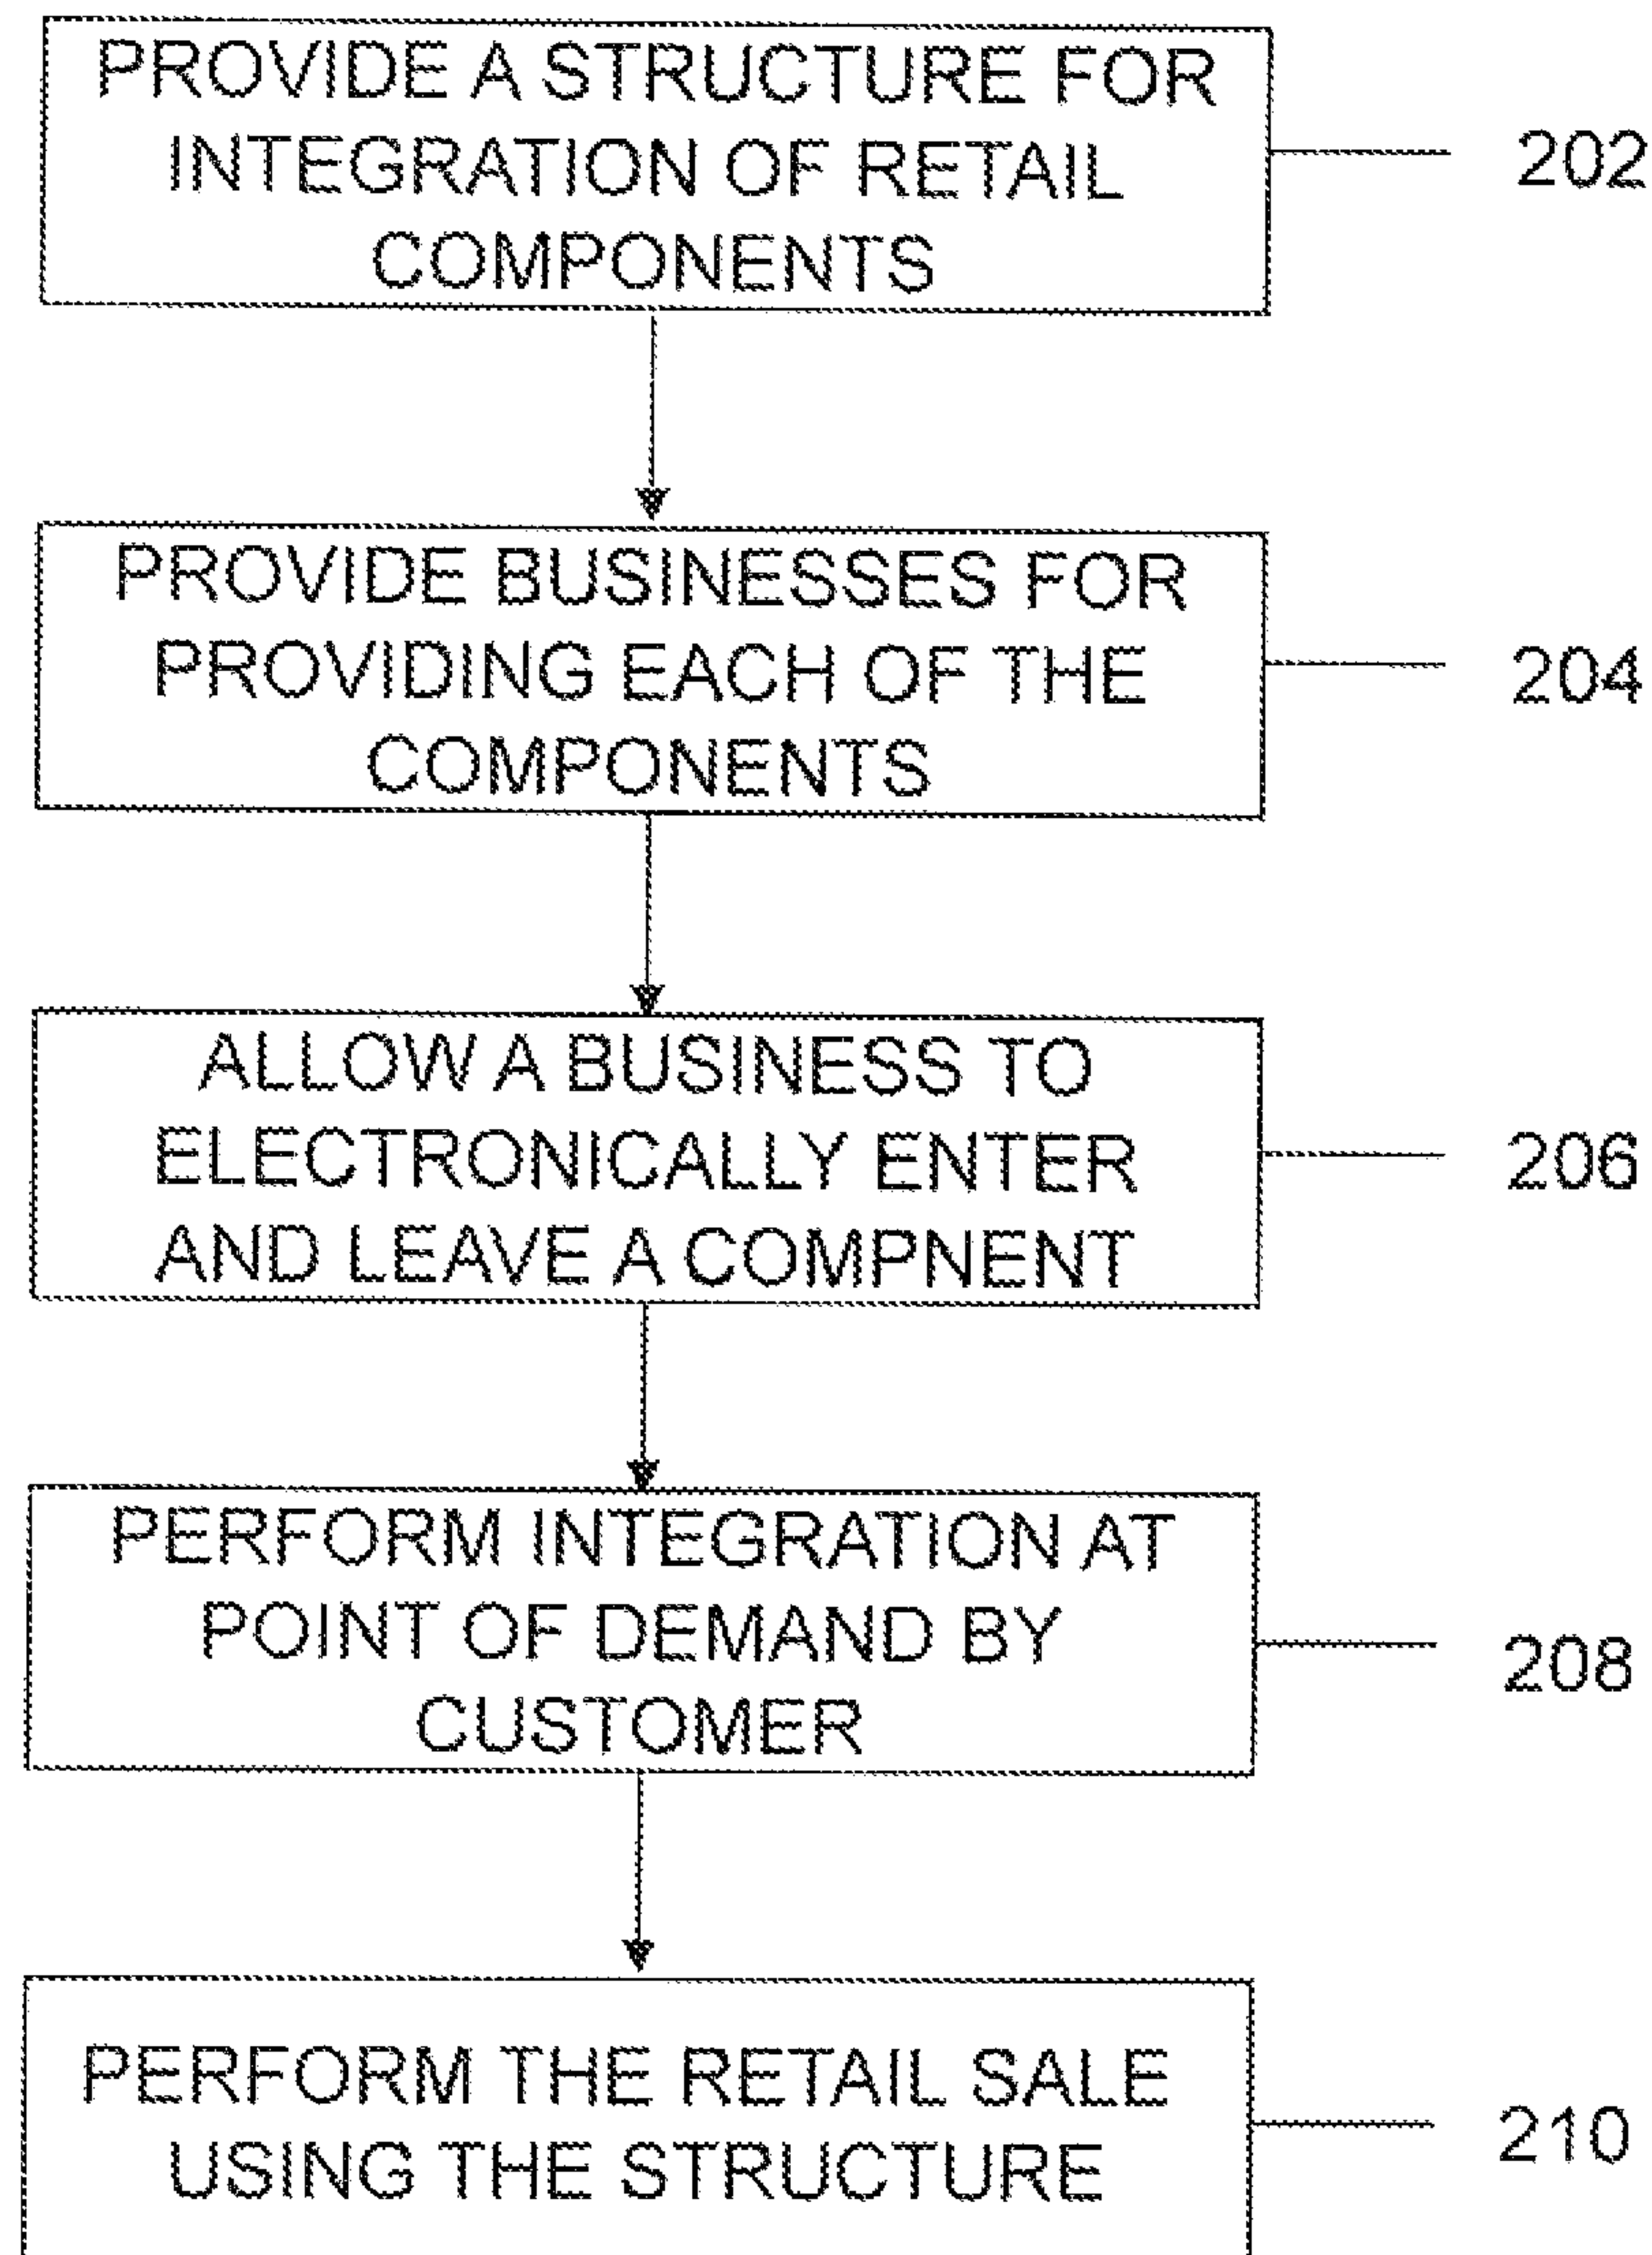 PROVIDE A STRUCTURE FOR
INTEGRATION OF RETAIL
COMPONENTS
202
PROVIDE BUSINESSES FOR
PROVIDING EACH OF THE
COMPONENTS
204
ALLOW A BUSINESS TO
ELECTRONICALLY ENTER
AND LEAVE A COMPNENT
206
PERFORM INTEGRATION AT
POINT OF DEMAND BY
CUSTOMER
208
PERFORM THE RETAIL SALE
USING THE STRUCTURE
210